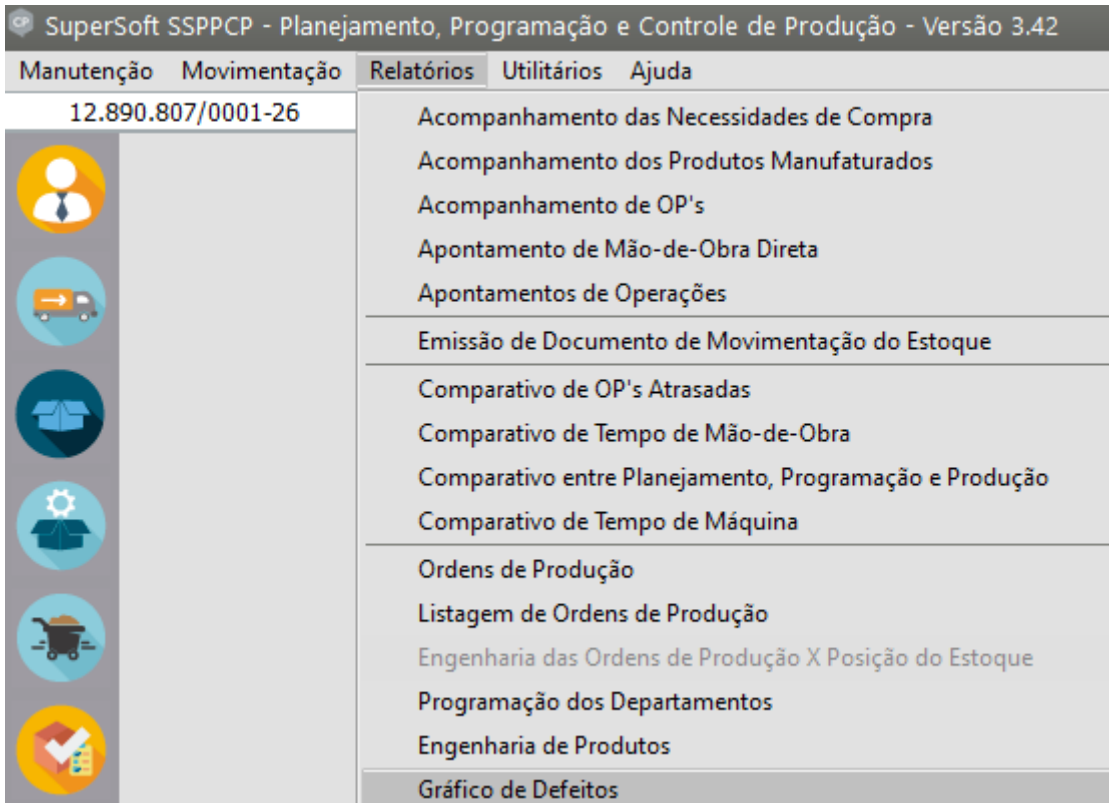 SuperSoft SSPPCP - Planejamento, Programação e Controle de Produção - Versão 3.42
Manutenção Movimentação Relatórios Utilitários Ajuda
12.890.807/0001-26
Acompanhamento das Necessidades de Compra
Acompanhamento dos Produtos Manufaturados
Acompanhamento de OP's
Apontamento de Mão-de-Obra Direta
Apontamentos de Operações
Emissão de Documento de Movimentação do Estoque
Comparativo de OP's Atrasadas
Comparativo de Tempo de Mão-de-Obra
Comparativo entre Planejamento, Programação e Produção
Comparativo de Tempo de Máquina
Ordens de Produção
Listagem de Ordens de Produção
Engenharia das Ordens de Produção X Posição do Estoque
Programação dos Departamentos
Engenharia de Produtos
Gráfico de Defeitos